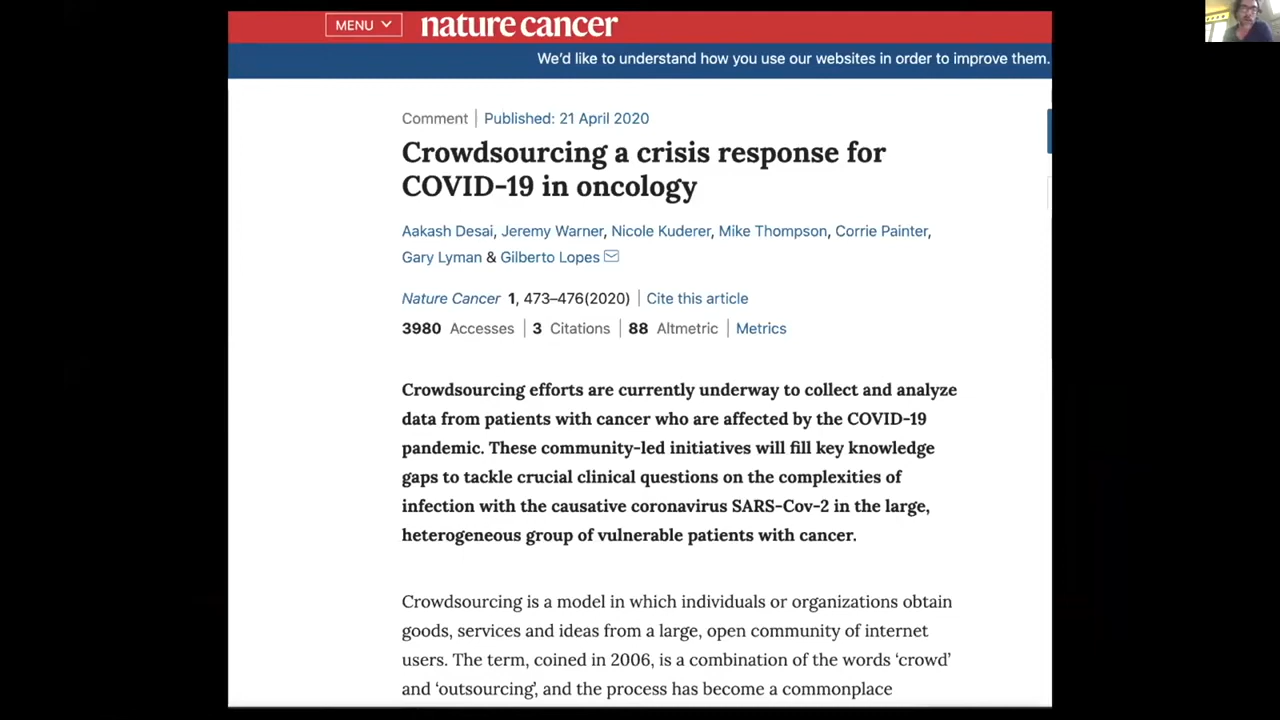 MENU
nature cancer
We'd like to understand how you use our websites in order to improve them.
Comment | Published: 21 April 2020
Crowdsourcing a crisis response for
COVID-19 in oncology
Aakash Desai, Jeremy Warner, Nicole Kuderer, Mike Thompson, Corrie Painter,
Gary Lyman & Gilberto Lopes
Nature Cancer 1, 473–476(2020) | Cite this article
3980 Accesses | 3 Citations | 88 Altmetric | Metrics
Crowdsourcing efforts are currently underway to collect and analyze
data from patients with cancer who are affected by the COVID-19
pandemic. These community-led initiatives will fill key knowledge
gaps to tackle crucial clinical questions on the complexities of
infection with the causative coronavirus SARS-Cov-2 in the large,
heterogeneous group of vulnerable patients with cancer.
Crowdsourcing is a model in which individuals or organizations obtain
goods, services and ideas from a large, open community of internet
users. The term, coined in 2006, is a combination of the words ‘crowd’
and ‘outsourcing’, and the process has become a commonplace